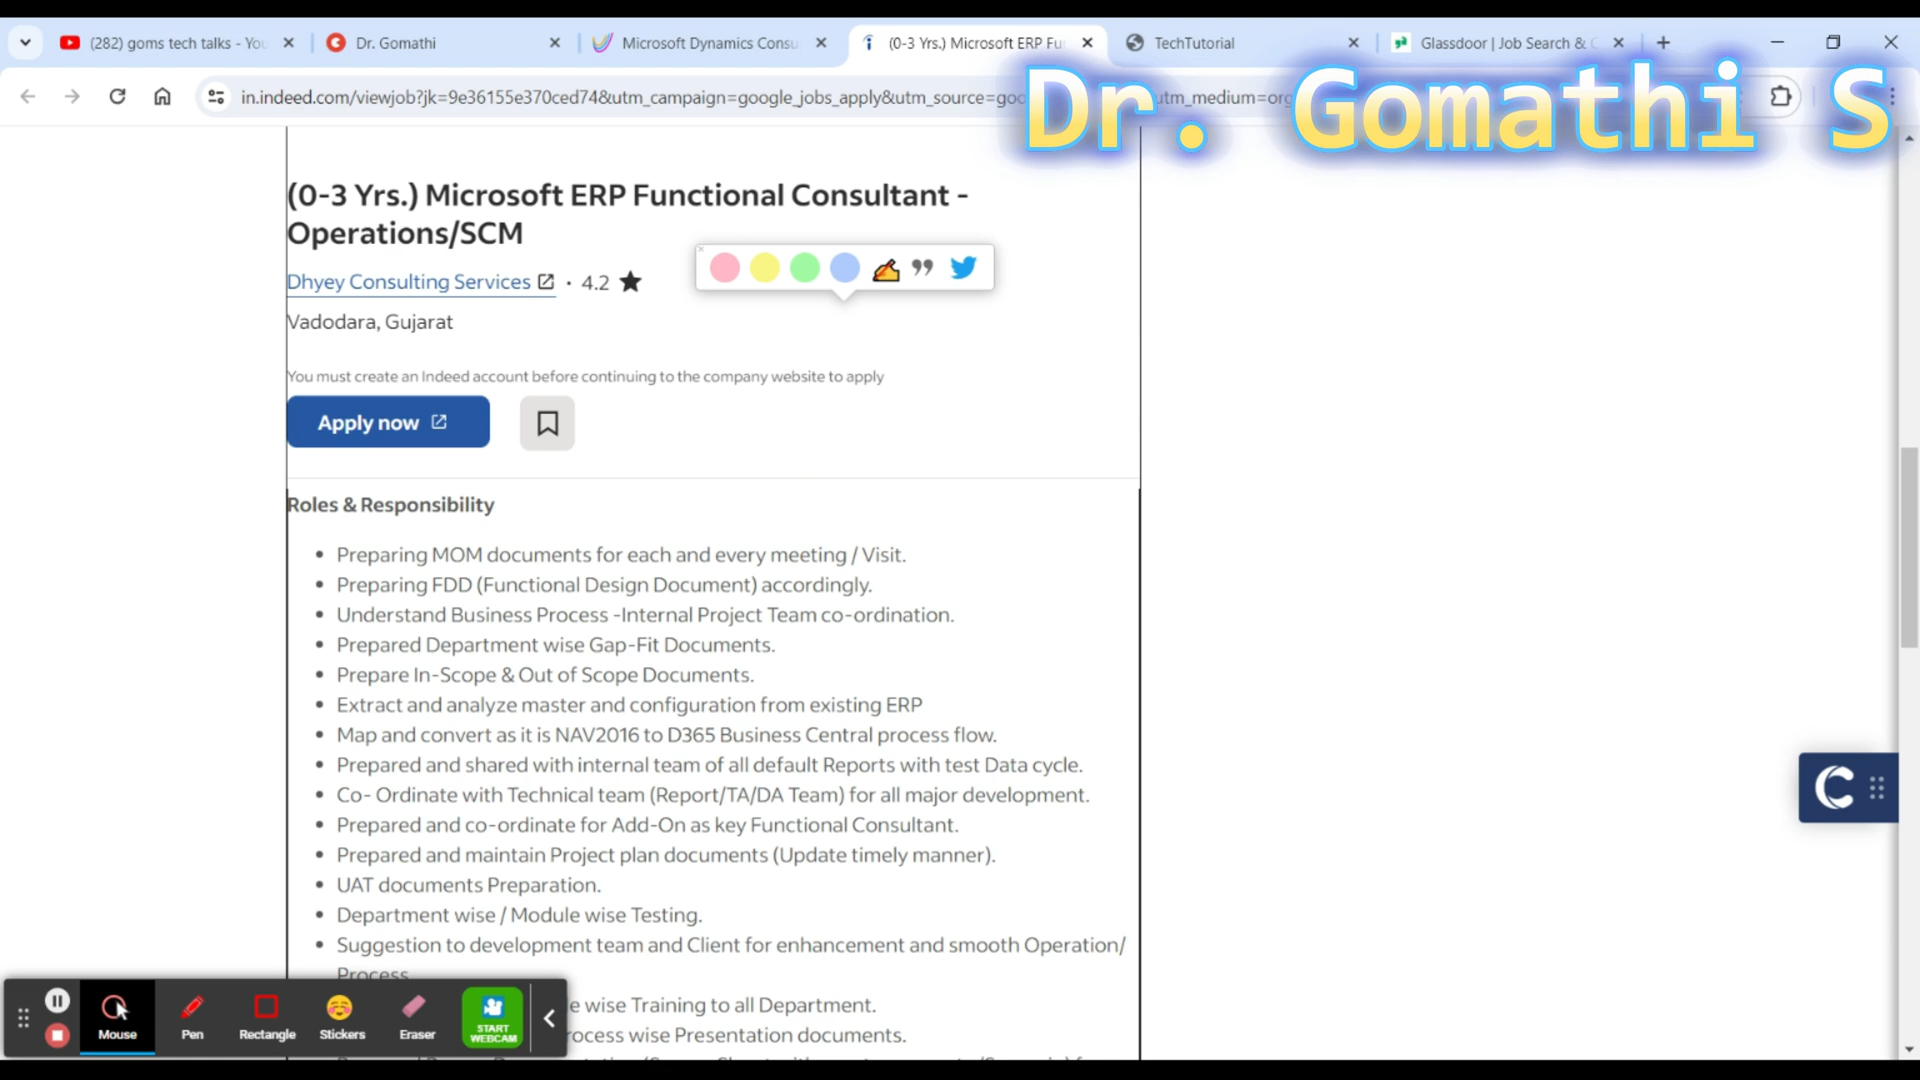 (282) goms tech talks - You
Dr. Gomathi
Microsoft Dynamics Consu
(0-3 Yrs.) Microsoft ERP Fu
TechTutorial
Glassdoor | Job Search & C
in.indeed.com/viewjob?jk=9e36155e370ced74&utm_campaign=google_jobs_apply&utm_source=goo utm_medium=org
Dr. Gomathi S
(0-3 Yrs.) Microsoft ERP Functional Consultant -
Operations/SCM
Dhyey Consulting Services · 4.2
Vadodara, Gujarat
You must create an Indeed account before continuing to the company website to apply
Apply now
Roles & Responsibility
• Preparing MOM documents for each and every meeting / Visit.
• Preparing FDD (Functional Design Document) accordingly.
• Understand Business Process -Internal Project Team co-ordination.
• Prepared Department wise Gap-Fit Documents.
• Prepare In-Scope & Out of Scope Documents.
• Extract and analyze master and configuration from existing ERP
• Map and convert as it is NAV2016 to D365 Business Central process flow.
• Prepared and shared with internal team of all default Reports with test Data cycle.
• Co- Ordinate with Technical team (Report/TA/DA Team) for all major development.
• Prepared and co-ordinate for Add-On as key Functional Consultant.
• Prepared and maintain Project plan documents (Update timely manner).
• UAT documents Preparation.
• Department wise / Module wise Testing.
• Suggestion to development team and Client for enhancement and smooth Operation/
Process
e wise Training to all Department.
rocess wise Presentation documents.
Mouse
Pen
Rectangle
Stickers
Eraser
START
WEBCAM